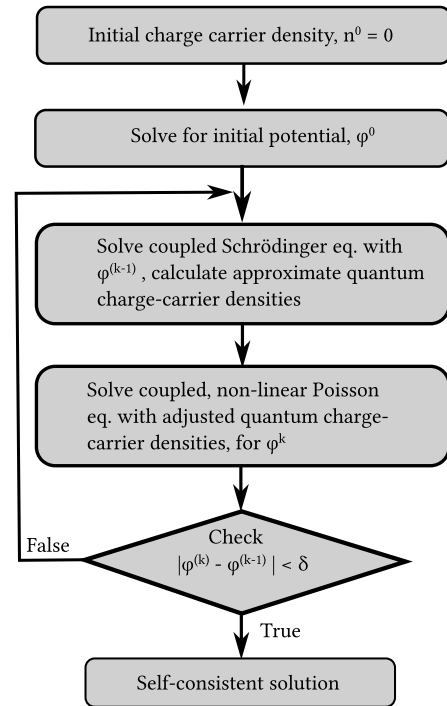 Initial charge carrier density, n⁰ = 0
Solve for initial potential, φ⁰
Solve coupled Schrödinger eq. with
φ⁽ᵏ⁻¹⁾ , calculate approximate quantum
charge-carrier densities
Solve coupled, non-linear Poisson
eq. with adjusted quantum charge-
carrier densities, for φᵏ
False
Check
|φ⁽ᵏ⁾ - φ⁽ᵏ⁻¹⁾ | < δ
True
Self-consistent solution